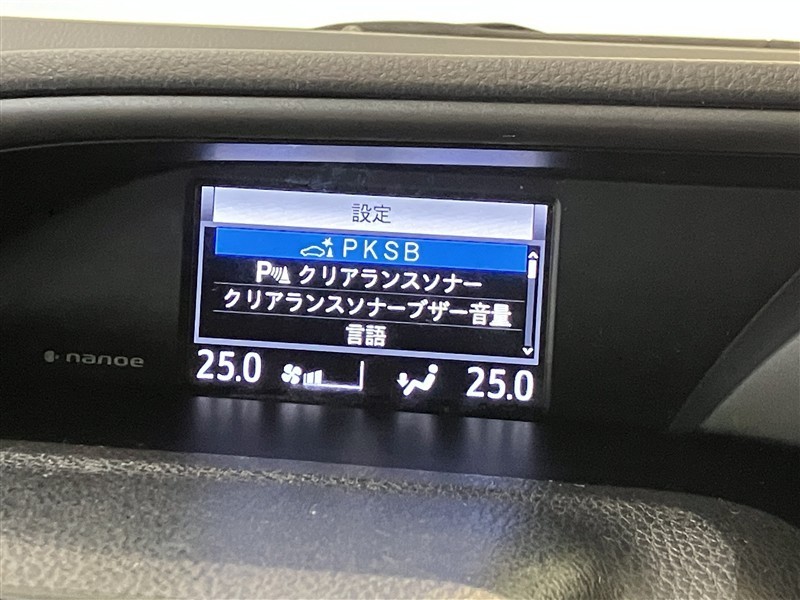 設定
PKSB
P クリアランスソナー
クリアランスソナーブザー音量
言語
nanoe
25.0 25.0